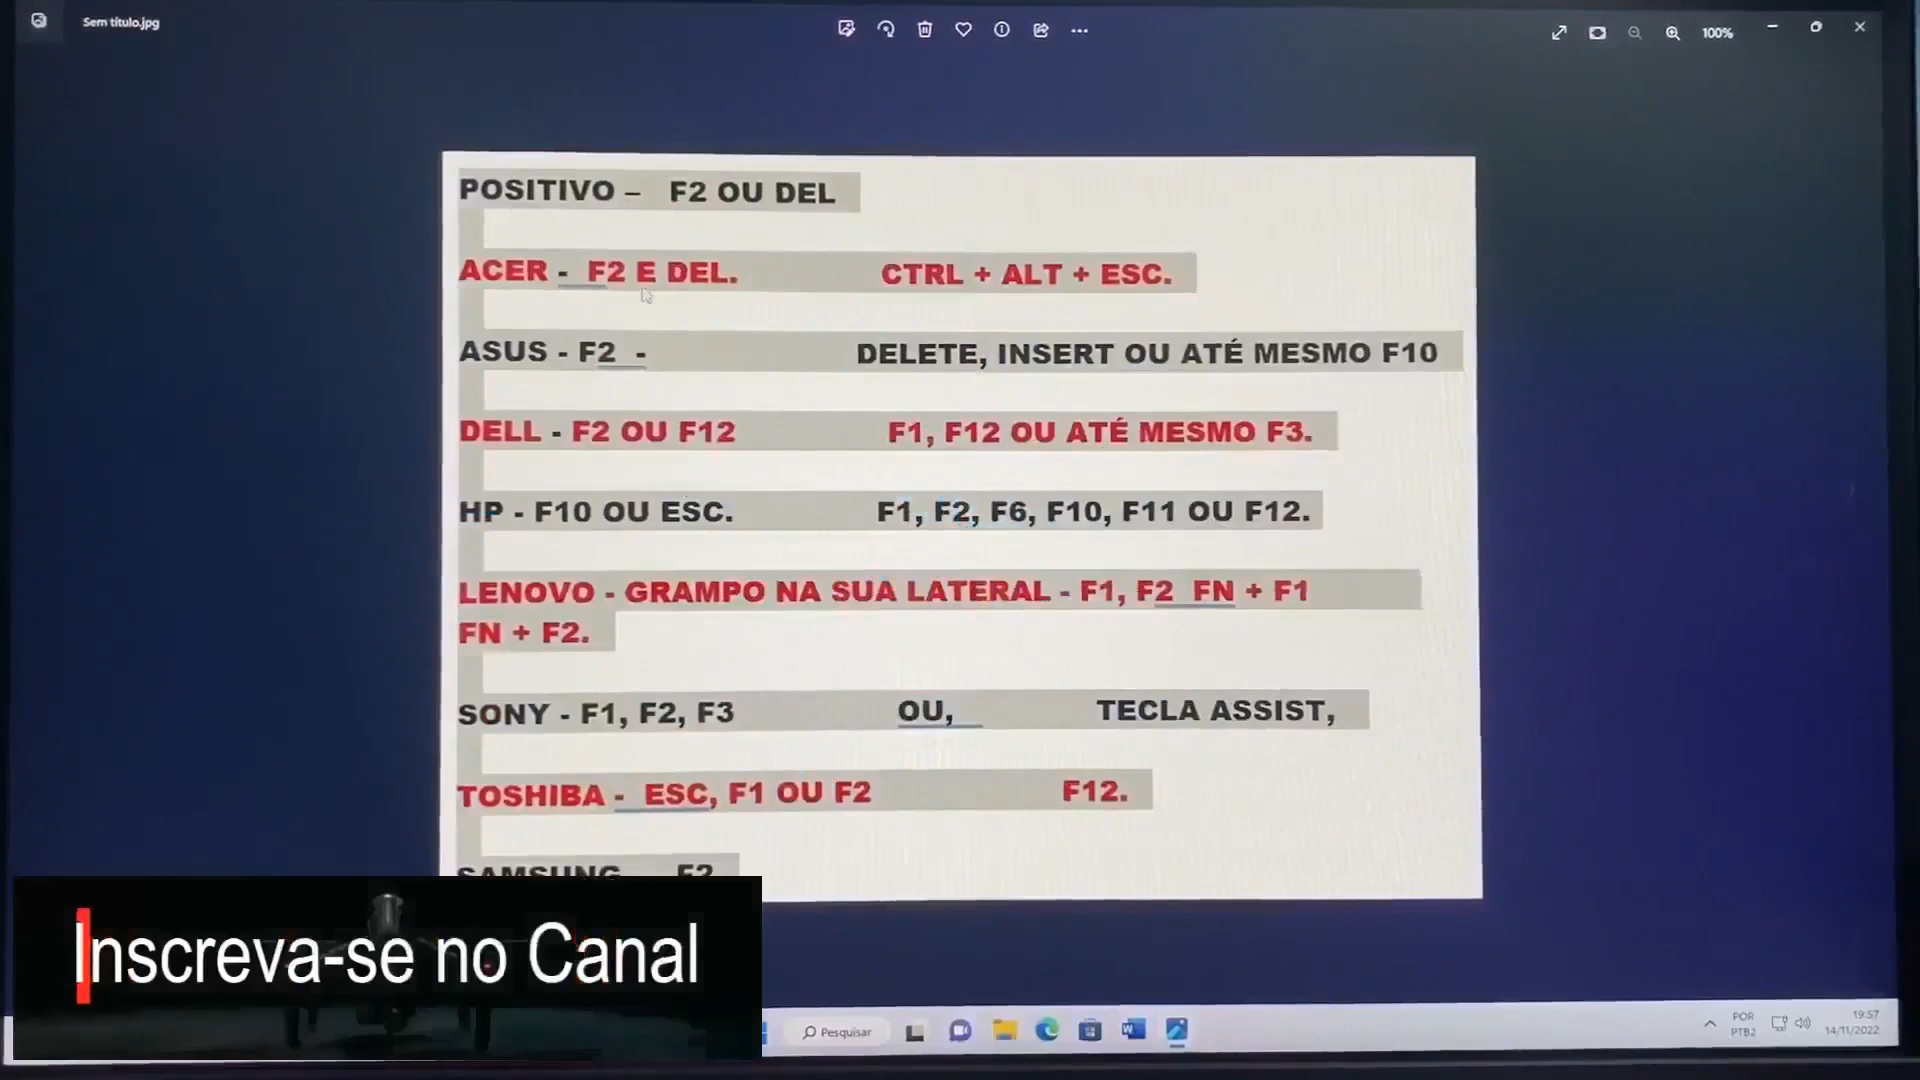 Sem título.jpg
100%
POSITIVO – F2 OU DEL
ACER - F2 E DEL. CTRL + ALT + ESC.
ASUS - F2 - DELETE, INSERT OU ATÉ MESMO F10
DELL - F2 OU F12 F1, F12 OU ATÉ MESMO F3.
HP - F10 OU ESC. F1, F2, F6, F10, F11 OU F12.
LENOVO - GRAMPO NA SUA LATERAL - F1, F2 FN + F1
FN + F2.
SONY - F1, F2, F3 OU, TECLA ASSIST,
TOSHIBA - ESC, F1 OU F2 F12.
SAMSUNG F2
Inscreva-se no Canal
Pesquisar
POR
PTB2
19:57
14/11/2022